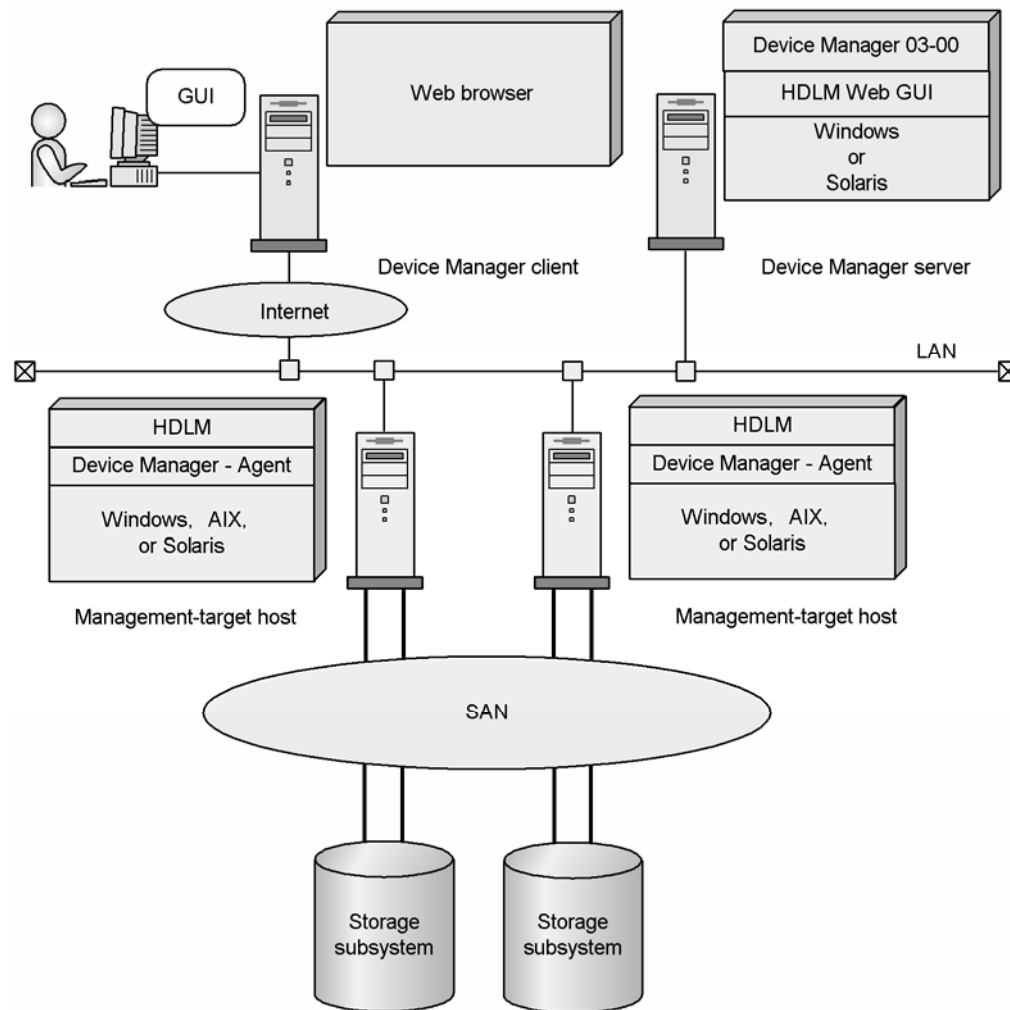 GUI
Web browser
Device Manager 03-00
HDLM Web GUI
Windows
or
Solaris
Device Manager client
Device Manager server
Internet
LAN
HDLM
Device Manager - Agent
Windows, AIX,
or Solaris
Management-target host
HDLM
Device Manager - Agent
Windows, AIX,
or Solaris
Management-target host
SAN
Storage
subsystem
Storage
subsystem